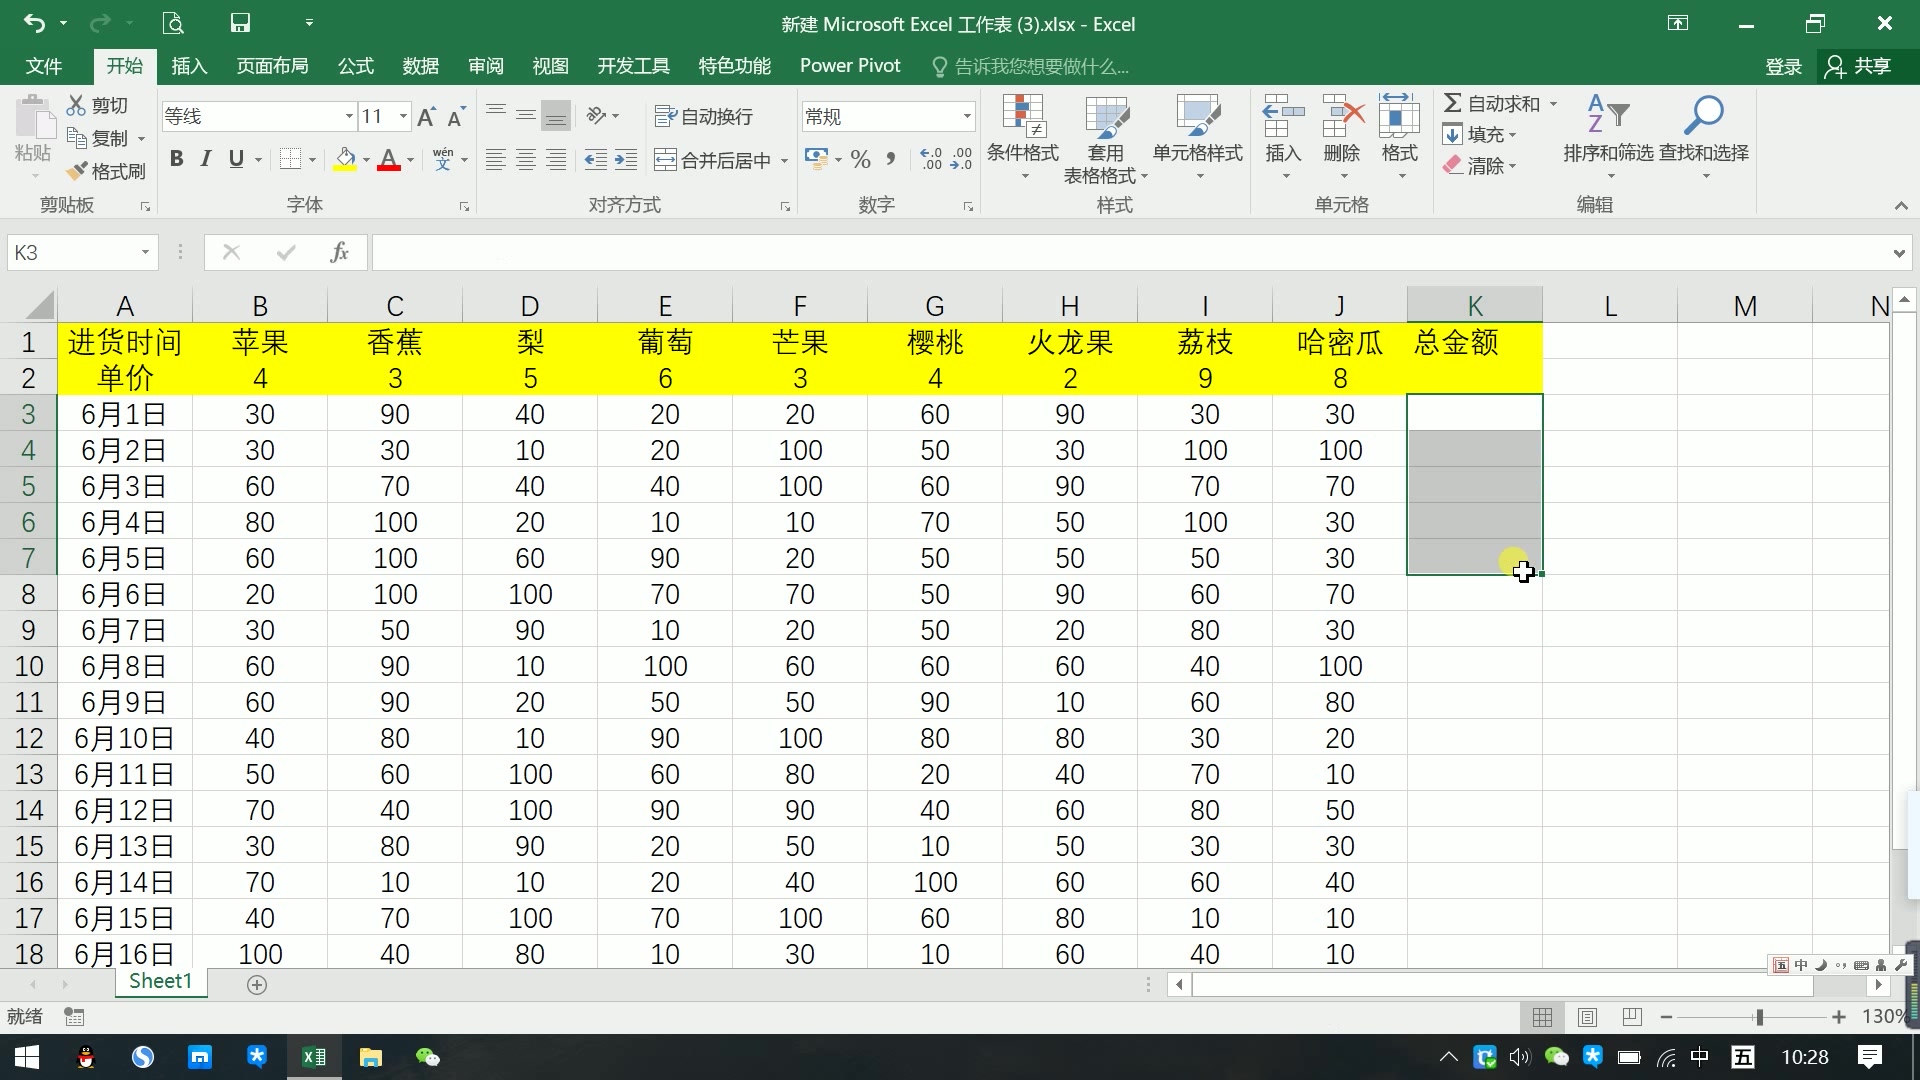 新建 Microsoft Excel 工作表 (3).xlsx - Excel
文件 开始 插入 页面布局 公式 数据 审阅 视图 开发工具 特色功能 Power Pivot 告诉我您想要做什么... 登录 共享
粘贴 剪切 复制 格式刷 剪贴板
等线 11 B I U A wén 文 字体
自动换行 合并后居中 对齐方式
常规 % 数字
条件格式 套用表格格式 单元格样式 样式
插入 删除 格式 单元格
自动求和 填充 清除 排序和筛选 查找和选择 编辑
K3 fx
A B C D E F G H I J K L M N
1 进货时间 苹果 香蕉 梨 葡萄 芒果 樱桃 火龙果 荔枝 哈密瓜 总金额
2 单价 4 3 5 6 3 4 2 9 8
3 6月1日 30 90 40 20 20 60 90 30 30
4 6月2日 30 30 10 20 100 50 30 100 100
5 6月3日 60 70 40 40 100 60 90 70 70
6 6月4日 80 100 20 10 10 70 50 100 30
7 6月5日 60 100 60 90 20 50 50 50 30
8 6月6日 20 100 100 70 70 50 90 60 70
9 6月7日 30 50 90 10 20 50 20 80 30
10 6月8日 60 90 10 100 60 60 60 40 100
11 6月9日 60 90 20 50 50 90 10 60 80
12 6月10日 40 80 10 90 100 80 80 30 20
13 6月11日 50 60 100 60 80 20 40 70 10
14 6月12日 70 40 100 90 90 40 60 80 50
15 6月13日 30 80 90 20 50 10 50 30 30
16 6月14日 70 10 10 20 40 100 60 60 40
17 6月15日 40 70 100 70 100 60 80 10 10
18 6月16日 100 40 80 10 30 10 60 40 10
五 中
Sheet1
就绪 130%
中 五 10:28